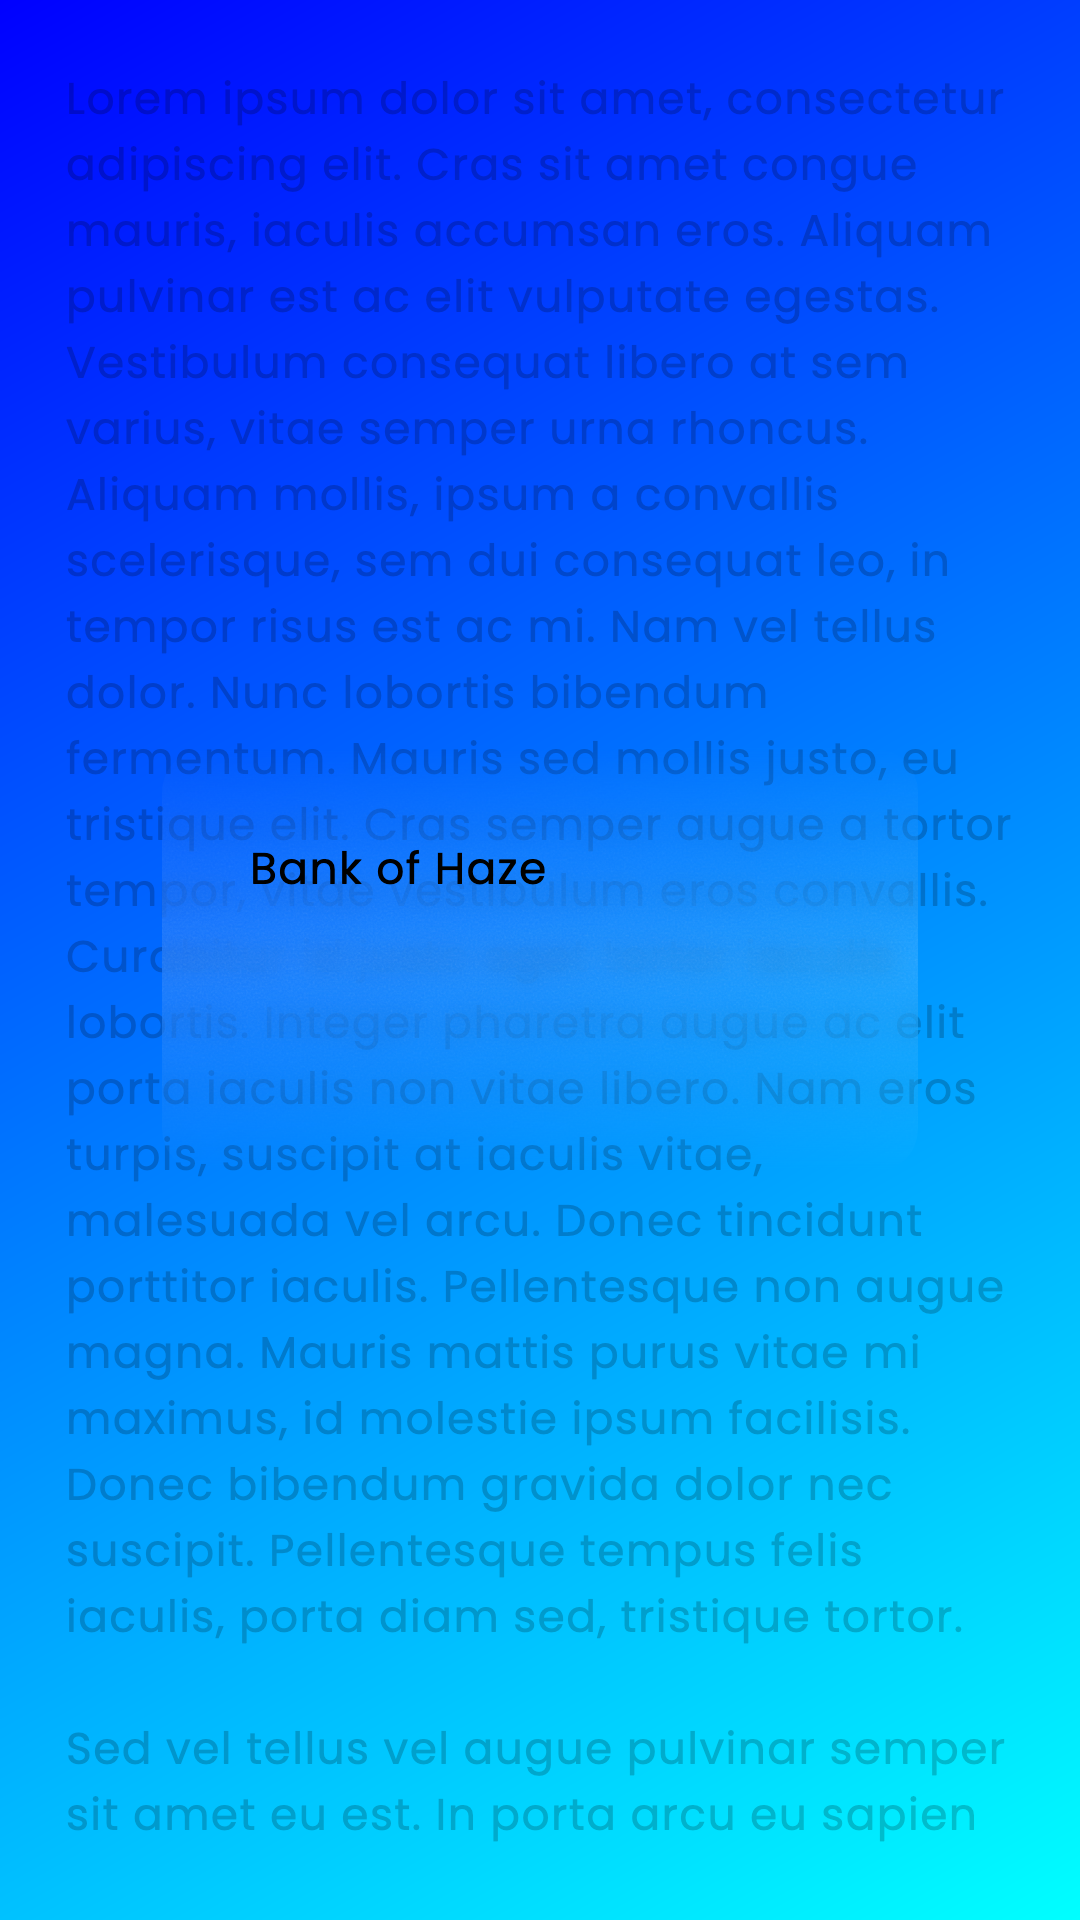 Lorem ipsum dolor sit amet, consectetur
adipiscing elit. Cras sit amet congue
mauris, iaculis accumsan eros. Aliquam
pulvinar est ac elit vulputate egestas.
Vestibulum consequat libero at sem
varius, vitae semper urna rhoncus.
Aliquam mollis, ipsum a convallis
scelerisque, sem dui consequat leo, in
tempor risus est ac mi. Nam vel tellus
dolor. Nunc lobortis bibendum
fermentum. Mauris sed mollis justo, eu
tristique elit. Cras semper augue a tortor
Bank of Haze
tempor, vitae vestibulum eros convallis.
lobortis. Integer pharetra augue ac elit
porta iaculis non vitae libero. Nam eros
turpis, suscipit at iaculis vitae,
malesuada vel arcu. Donec tincidunt
porttitor iaculis. Pellentesque non augue
magna. Mauris mattis purus vitae mi
maximus, id molestie ipsum facilisis.
Donec bibendum gravida dolor nec
suscipit. Pellentesque tempus felis
iaculis, porta diam sed, tristique tortor.
Sed vel tellus vel augue pulvinar semper
sit amet eu est. In porta arcu eu sapien